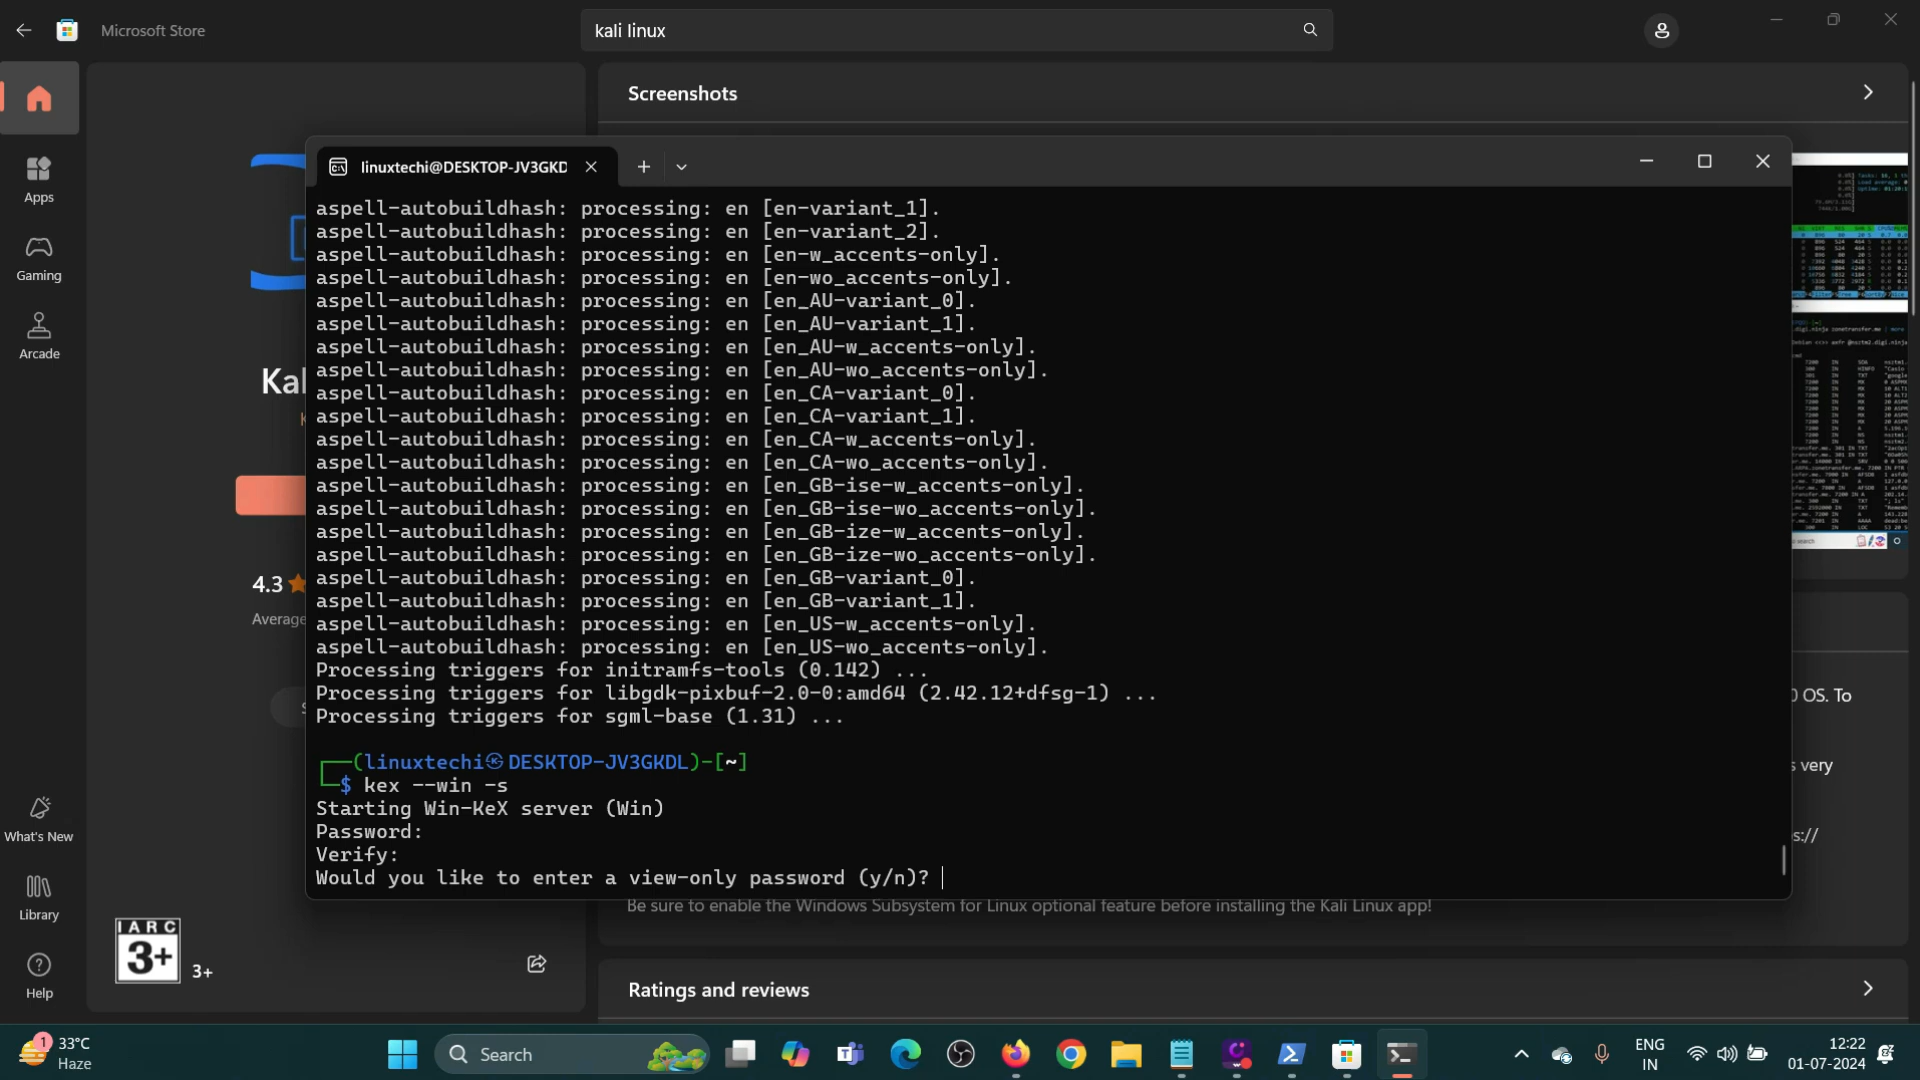 Microsoft Store
kali linux
Apps
Gaming
Arcade
What's New
Library
Help
Screenshots
4.3
Average
IARC
3+
3+
linuxtechi@DESKTOP-JV3GKD
aspell-autobuildhash: processing: en [en-variant_1].
aspell-autobuildhash: processing: en [en-variant_2].
aspell-autobuildhash: processing: en [en-w_accents-only].
aspell-autobuildhash: processing: en [en-wo_accents-only].
aspell-autobuildhash: processing: en [en_AU-variant_0].
aspell-autobuildhash: processing: en [en_AU-variant_1].
aspell-autobuildhash: processing: en [en_AU-w_accents-only].
aspell-autobuildhash: processing: en [en_AU-wo_accents-only].
aspell-autobuildhash: processing: en [en_CA-variant_0].
aspell-autobuildhash: processing: en [en_CA-variant_1].
aspell-autobuildhash: processing: en [en_CA-w_accents-only].
aspell-autobuildhash: processing: en [en_CA-wo_accents-only].
aspell-autobuildhash: processing: en [en_GB-ise-w_accents-only].
aspell-autobuildhash: processing: en [en_GB-ise-wo_accents-only].
aspell-autobuildhash: processing: en [en_GB-ize-w_accents-only].
aspell-autobuildhash: processing: en [en_GB-ize-wo_accents-only].
aspell-autobuildhash: processing: en [en_GB-variant_0].
aspell-autobuildhash: processing: en [en_GB-variant_1].
aspell-autobuildhash: processing: en [en_US-w_accents-only].
aspell-autobuildhash: processing: en [en_US-wo_accents-only].
Processing triggers for initramfs-tools (0.142) ...
Processing triggers for libgdk-pixbuf-2.0-0:amd64 (2.42.12+dfsg-1) ...
Processing triggers for sgml-base (1.31) ...
┌──(linuxtechi㉿DESKTOP-JV3GKDL)-[~]
└─$ kex --win -s
Starting Win-KeX server (Win)
Password:
Verify:
Would you like to enter a view-only password (y/n)?
OS. To
very
s://
Be sure to enable the Windows Subsystem for Linux optional feature before installing the Kali Linux app!
Ratings and reviews
1
33°C
Haze
Search
ENG
IN
12:22
01-07-2024